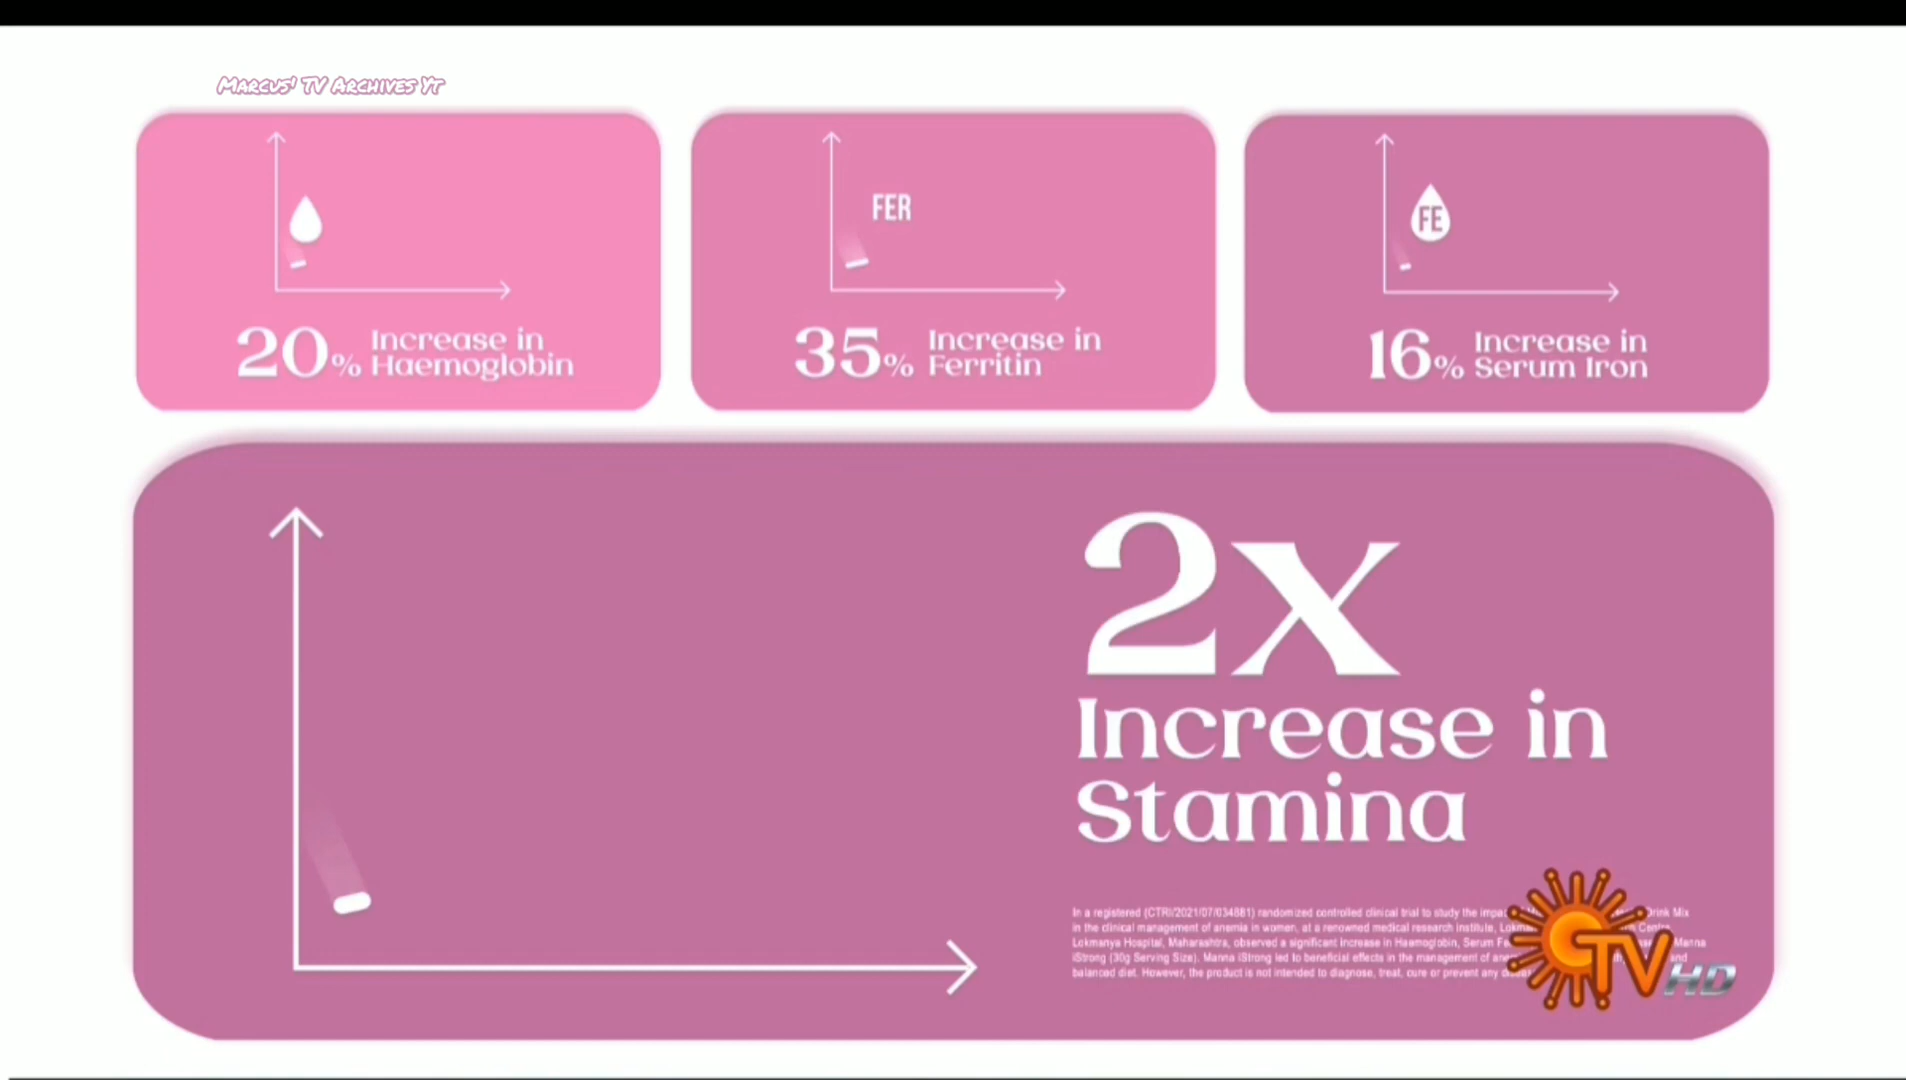 Marcus' TV Archives Yt
FER
FE
20% Increase in
Haemoglobin
35% Increase in
Ferritin
16% Increase in
Serum Iron
2x
Increase in
Stamina
In a registered (CTRI/2021/07/034881) randomized controlled clinical trial to study the Drink Mix
in the clinical management of anemia in women, at a renowned medical research institute,
Lokmanya Hospital, Maharashtra, observed a significant increase in Haemoglobin, Serum Manna
iStrong (30g Serving Size). Manna iStrong led to beneficial effects in the management of and
balanced diet. However, the product is not intended to diagnose, treat, cure or prevent any
TV HD